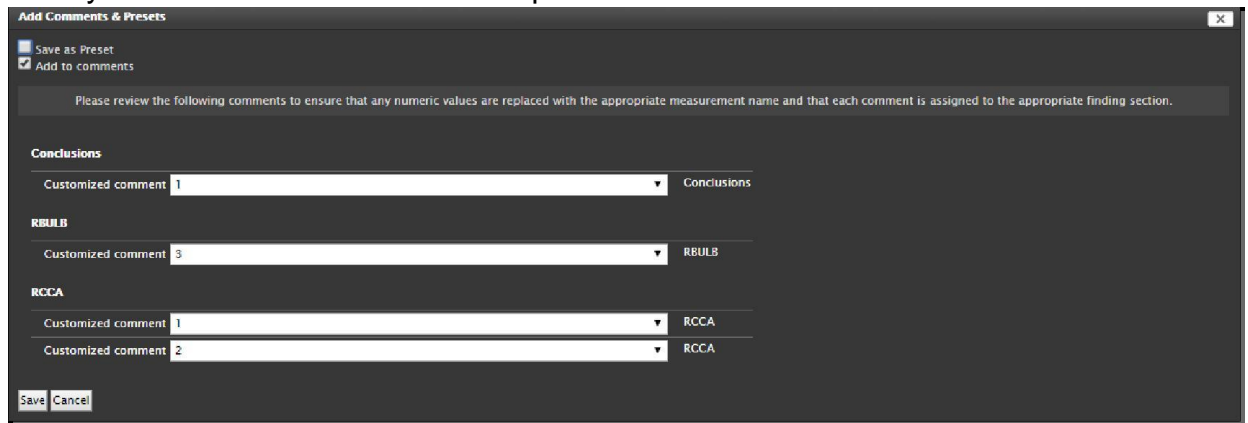 Add Comments & Presets
X
Save as Preset
Add to comments
Please review the following comments to ensure that any numeric values are replaced with the appropriate measurement name and that each comment is assigned to the appropriate finding section.
Conclusions
Customized comment 1 Conclusions
RBULB
Customized comment 3 RBULB
RCCA
Customized comment 1 RCCA
Customized comment 2 RCCA
Save Cancel